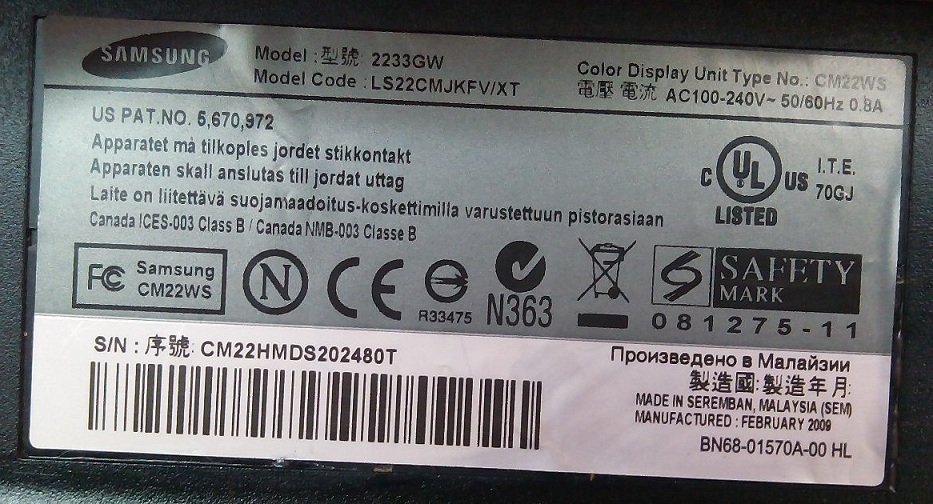 SAMSUNG
Model : 型號: 2233GW
Model Code : LS22CMJKFV/XT
Color Display Unit Type No.: CM22WS
電壓 電流 AC100-240V~ 50/60Hz 0.8A
US PAT.NO. 5,670,972
Apparatet må tilkoples jordet stikkontakt
Apparaten skall anslutas till jordat uttag
Laite on liitettävä suojamaadoitus-koskettimilla varustettuun pistorasiaan
Canada ICES-003 Class B / Canada NMB-003 Classe B
C UL US I.T.E.
70GJ
LISTED
FC Samsung
CM22WS
N
CE
R33475
N363
S SAFETY
MARK
081275-11
S/N : 序號: CM22HMDS202480T
Произведено в Малайзии
製造國: 製造年月:
MADE IN SEREMBAN, MALAYSIA (SEM)
MANUFACTURED : FEBRUARY 2009
BN68-01570A-00 HL